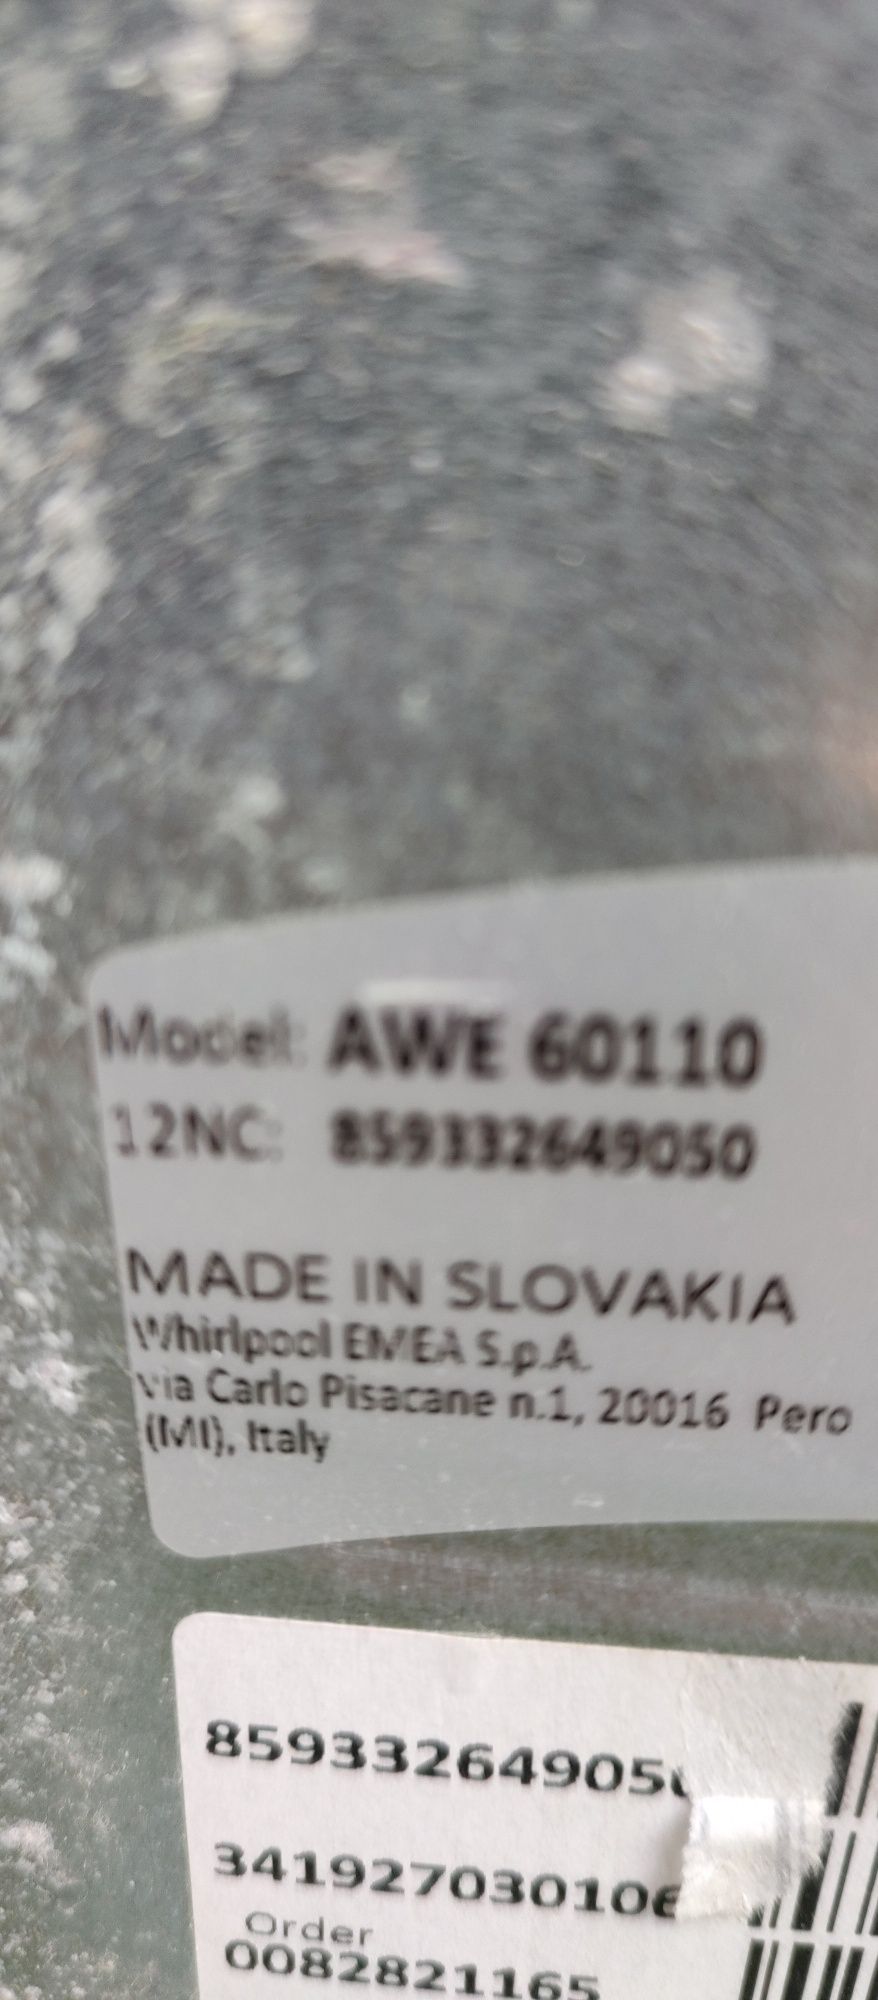 Model: AWE 60110
12NC: 859332649050
MADE IN SLOVAKIA
Whirlpool EMEA S.p.A.
Via Carlo Pisacane n.1, 20016 Pero
(MI), Italy
85933264905
34192703010
Order
0082821165